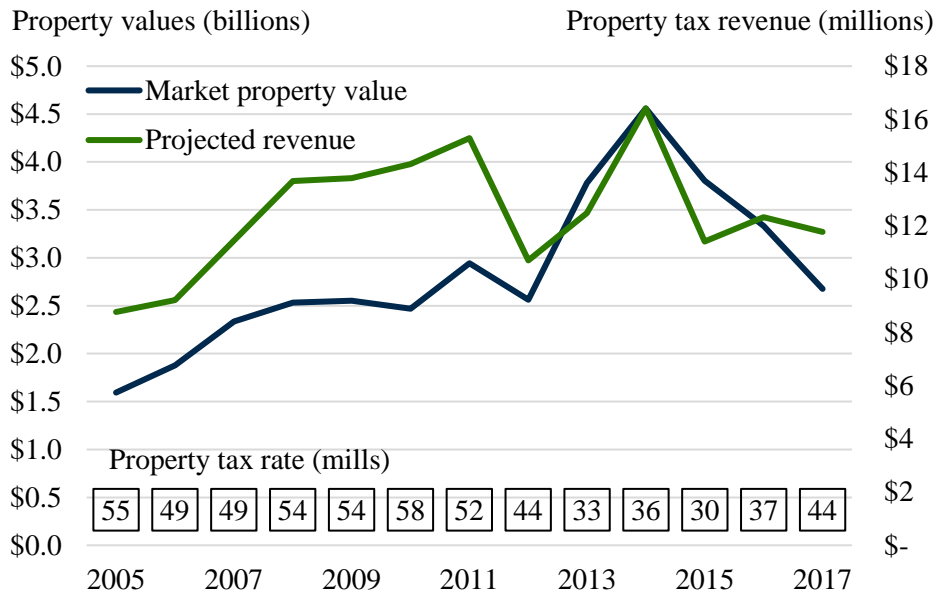 Property values (billions) Property tax revenue (millions)
$5.0 $18
Market property value
$4.5 $16
Projected revenue
$4.0 $14
$3.5 $12
$3.0 $10
$2.5 $8
$2.0 $6
$1.5 $4
$1.0
Property tax rate (mills)
$0.5 55 49 49 54 54 58 52 44 33 36 30 37 44 $2
$0.0 $-
2005 2007 2009 2011 2013 2015 2017